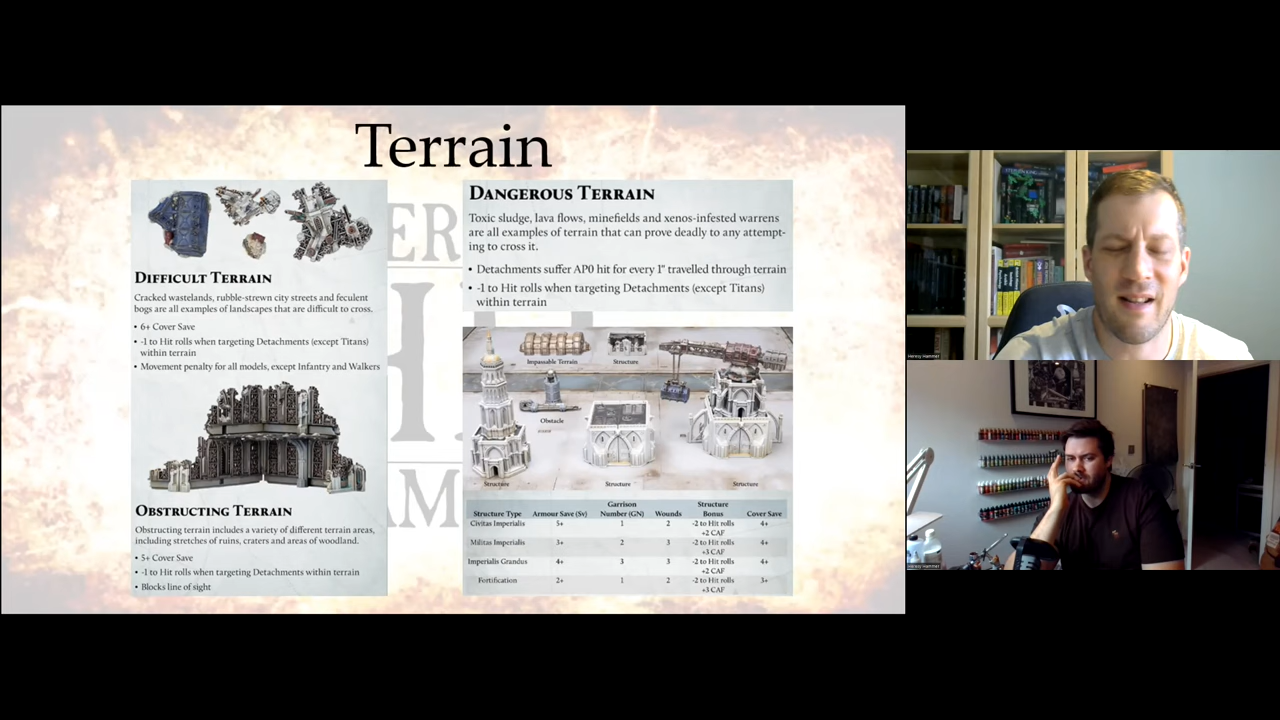 Terrain
DIFFICULT TERRAIN
Cracked wastelands, rubble-strewn city streets and feculent
bogs are all examples of landscapes that are difficult to cross.
• 6+ Cover Save
• -1 to Hit rolls when targeting Detachments (except Titans)
within terrain
• Movement penalty for all models, except Infantry and Walkers
OBSTRUCTING TERRAIN
Obstructing terrain includes a variety of different terrain areas,
including stretches of ruins, craters and areas of woodland.
• 5+ Cover Save
• -1 to Hit rolls when targeting Detachments within terrain
• Blocks line of sight
DANGEROUS TERRAIN
Toxic sludge, lava flows, minefields and xenos-infested warrens
are all examples of terrain that can prove deadly to any attempt-
ing to cross it.
• Detachments suffer AP0 hit for every 1" travelled through terrain
• -1 to Hit rolls when targeting Detachments (except Titans)
within terrain
Impassable Terrain Structure
Obstacle
Structure Structure Structure
Structure Type Armour Save (Sv) Garrison Number (GN) Wounds Structure Bonus Cover Save
Civitas Imperialis 5+ 1 2 -2 to Hit rolls 4+
+2 CAF
Militas Imperialis 3+ 2 3 -2 to Hit rolls 4+
+3 CAF
Imperialis Grandus 4+ 3 3 -2 to Hit rolls 4+
+2 CAF
Fortification 2+ 1 2 -2 to Hit rolls 3+
+3 CAF
ER
AM